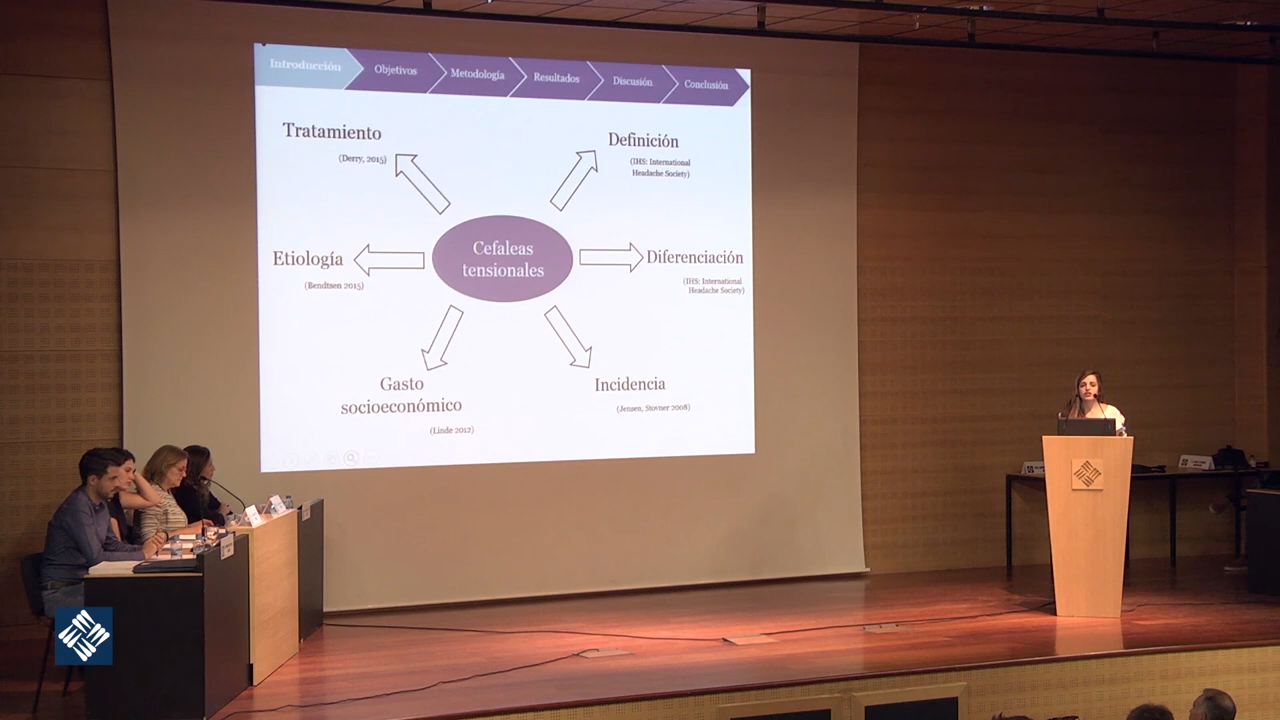 Introducción
Objetivos
Metodología
Resultados
Discusión
Conclusión
Tratamiento
(Derry, 2015)
Definición
(IHS: International
Headache Society)
Etiología
(Bendtsen 2015)
Cefaleas
tensionales
Diferenciación
(IHS: International
Headache Society)
Gasto
socioeconómico
(Linde 2012)
Incidencia
(Jensen, Stovner 2008)